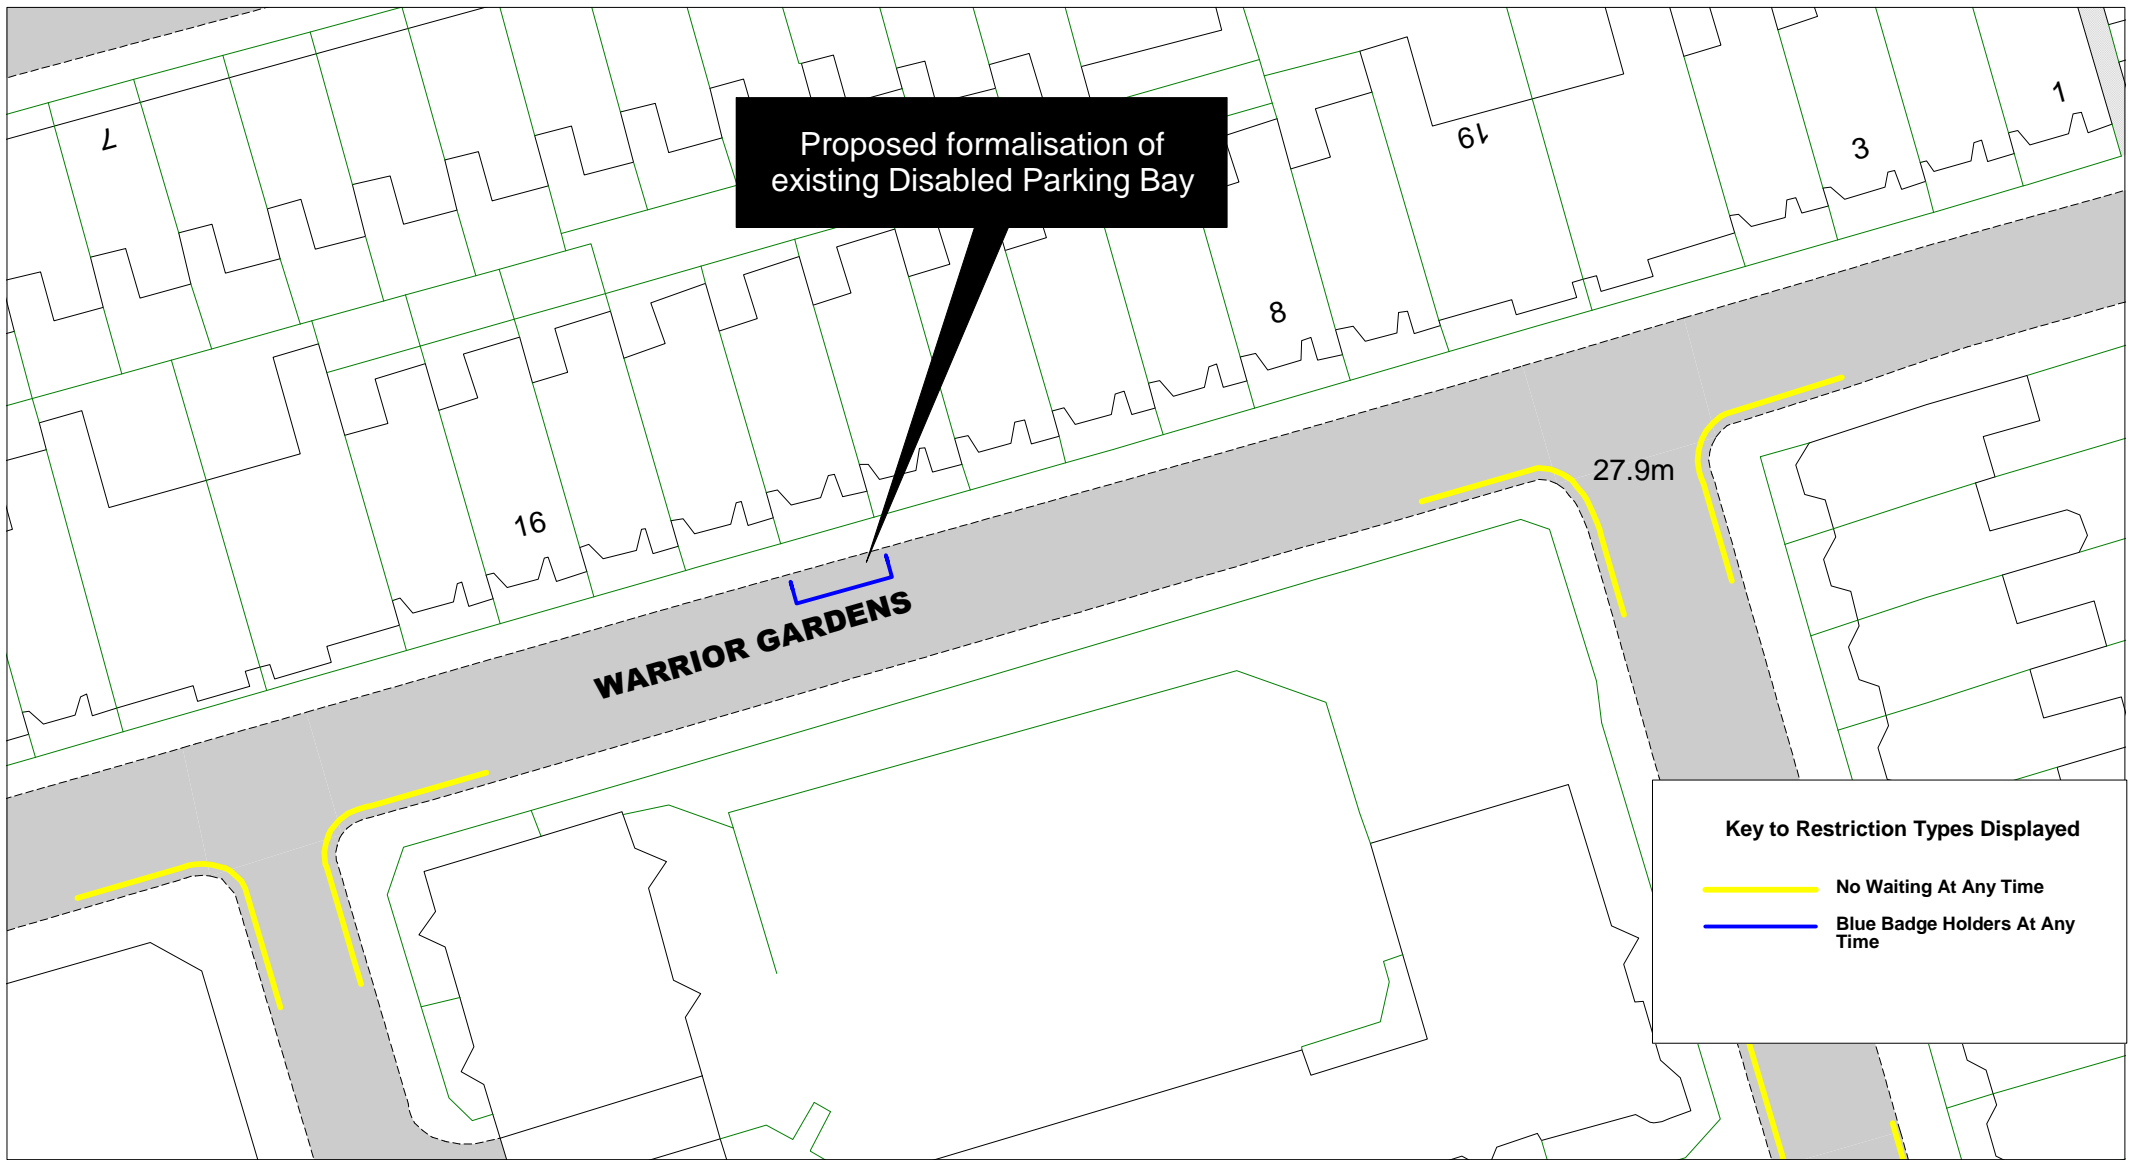 7
Proposed formalisation of
existing Disabled Parking Bay
1
3
19
8
16
27.9m
WARRIOR GARDENS
Key to Restriction Types Displayed
No Waiting At Any Time
Blue Badge Holders At Any
Time